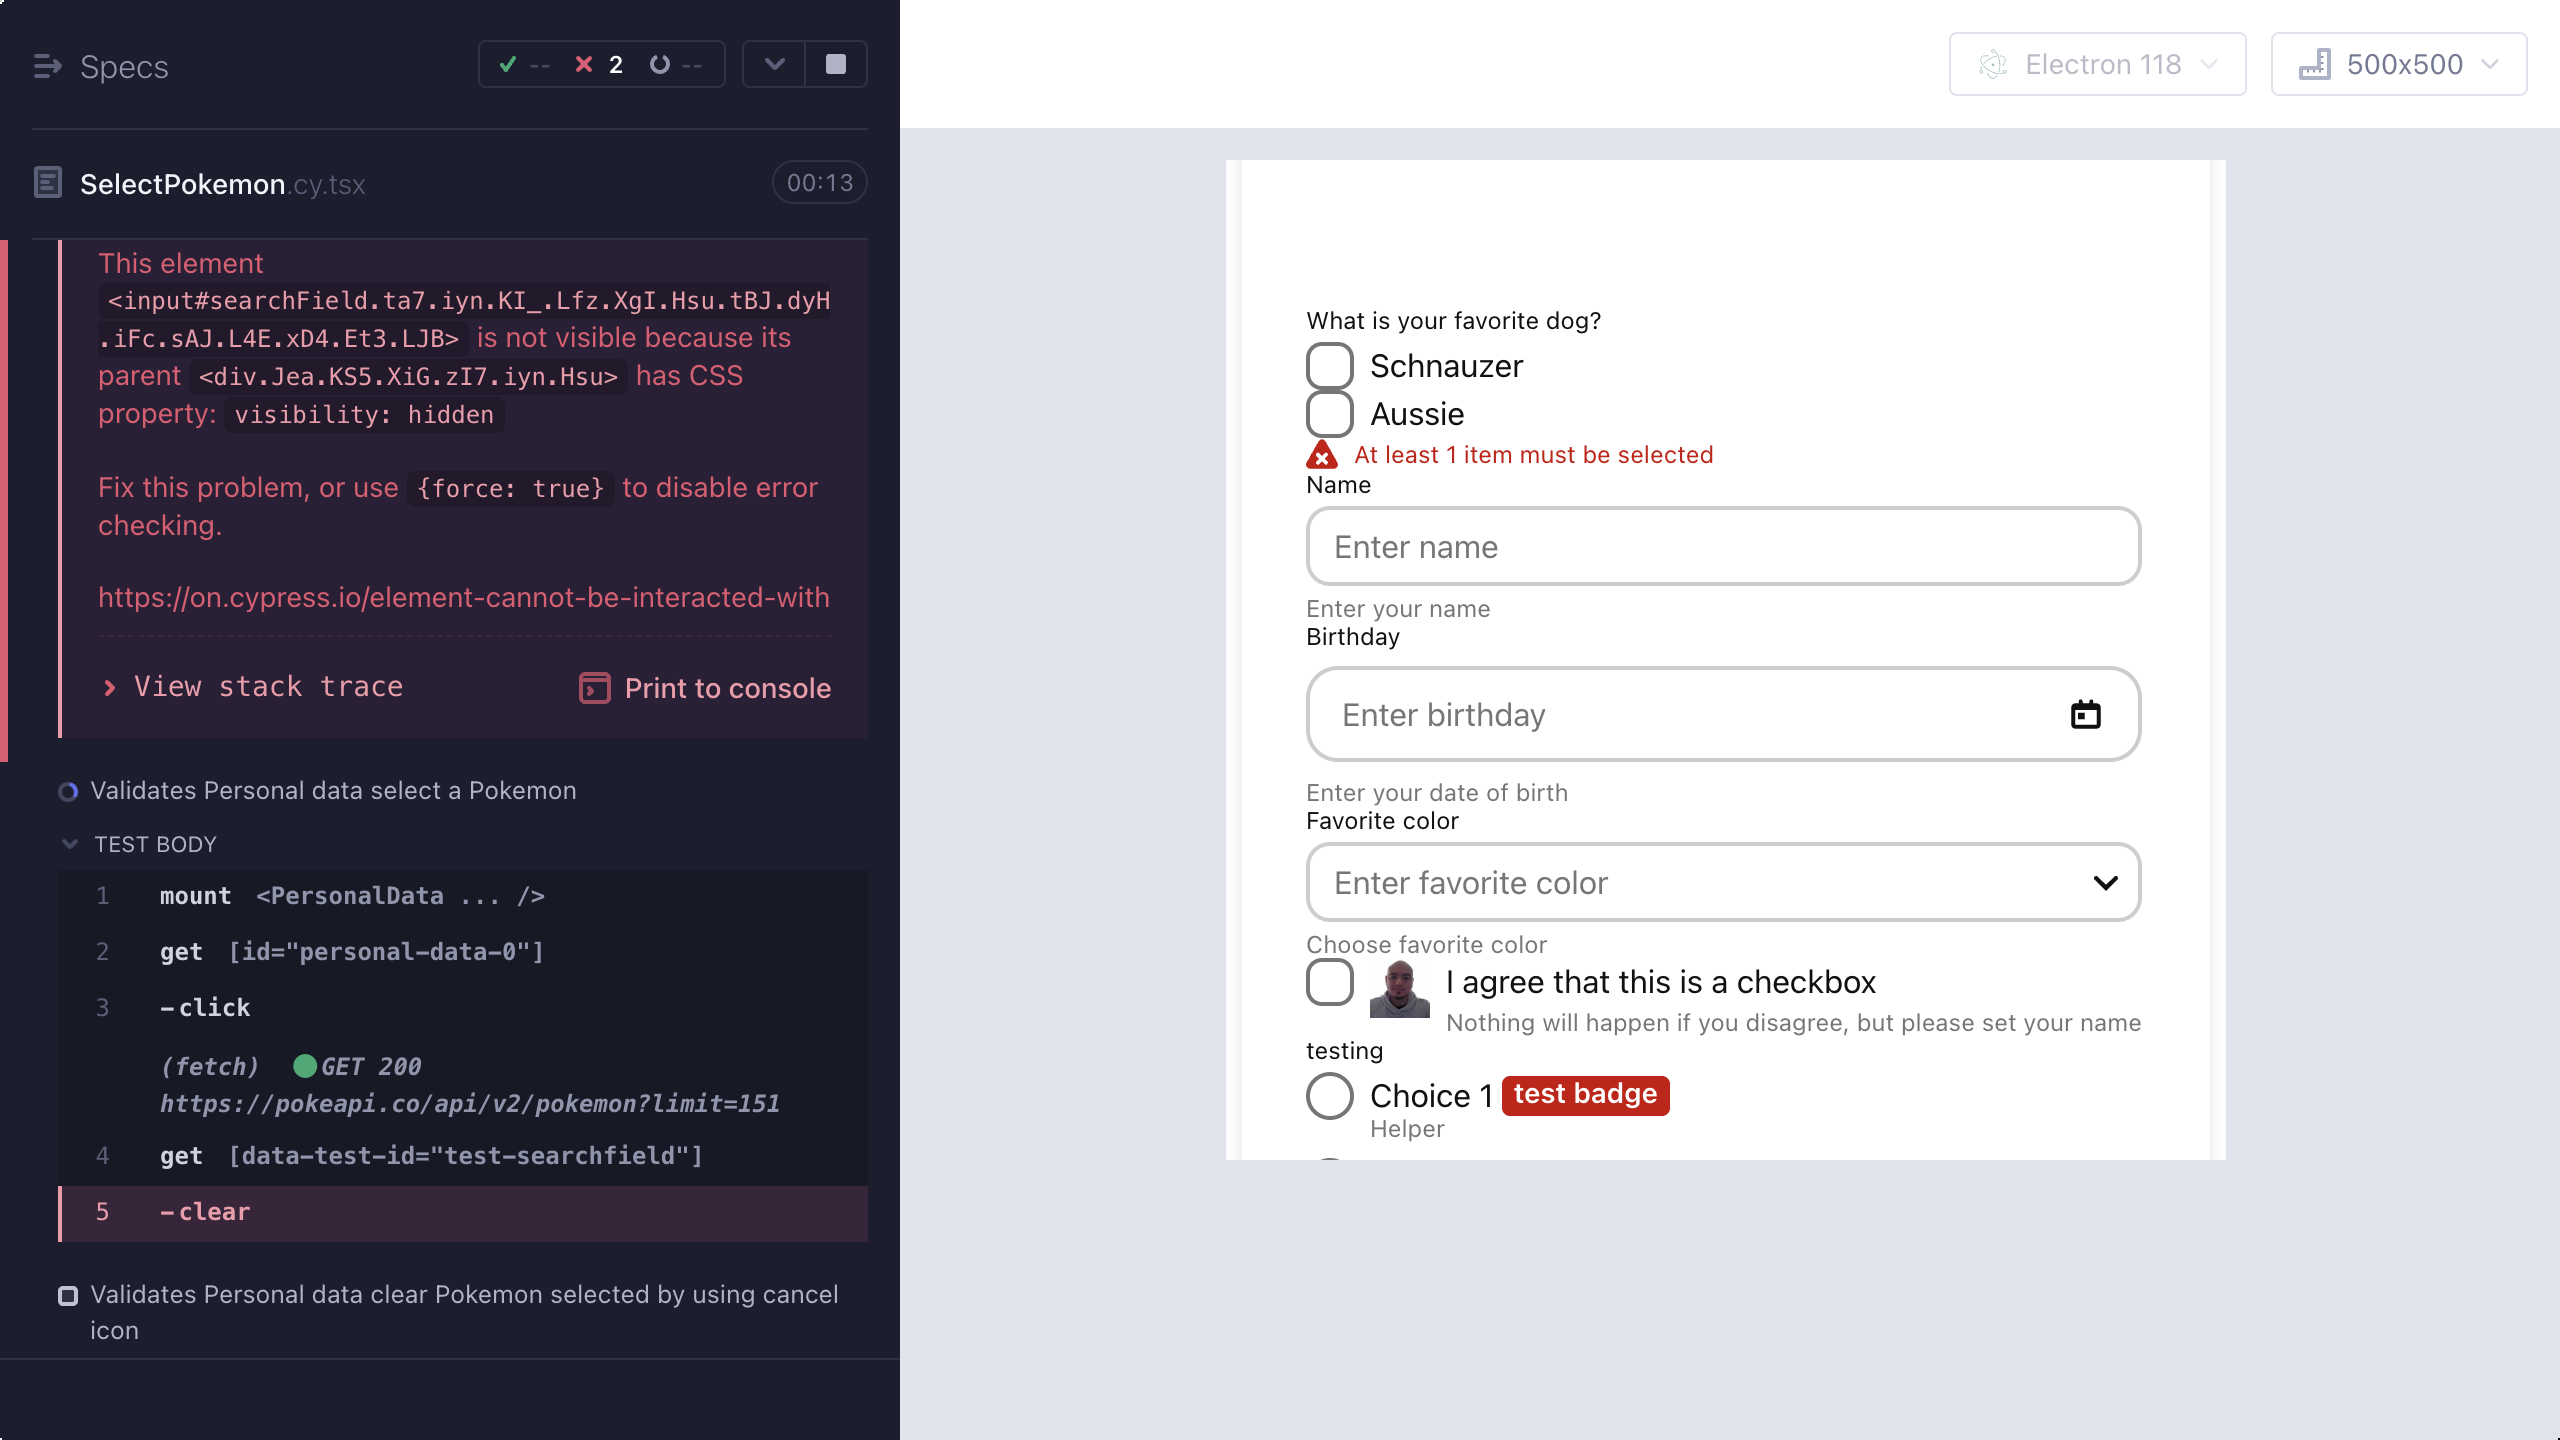 Specs
-- 2 --
SelectPokemon.cy.tsx
00:13
This element
<input#searchField.ta7.iyn.KI_.Lfz.XgI.Hsu.tBJ.dyH
.iFc.sAJ.L4E.xD4.Et3.LJB> is not visible because its
parent <div.Jea.KS5.XiG.zI7.iyn.Hsu> has CSS
property: visibility: hidden
Fix this problem, or use {force: true} to disable error
checking.
https://on.cypress.io/element-cannot-be-interacted-with
View stack trace
Print to console
Validates Personal data select a Pokemon
TEST BODY
1 mount <PersonalData ... />
2 get [id="personal-data-0"]
3 -click
(fetch) GET 200
https://pokeapi.co/api/v2/pokemon?limit=151
4 get [data-test-id="test-searchfield"]
5 -clear
Validates Personal data clear Pokemon selected by using cancel
icon
Electron 118
500x500
What is your favorite dog?
Schnauzer
Aussie
At least 1 item must be selected
Name
Enter name
Enter your name
Birthday
Enter birthday
Enter your date of birth
Favorite color
Enter favorite color
Choose favorite color
I agree that this is a checkbox
Nothing will happen if you disagree, but please set your name
testing
Choice 1 test badge
Helper